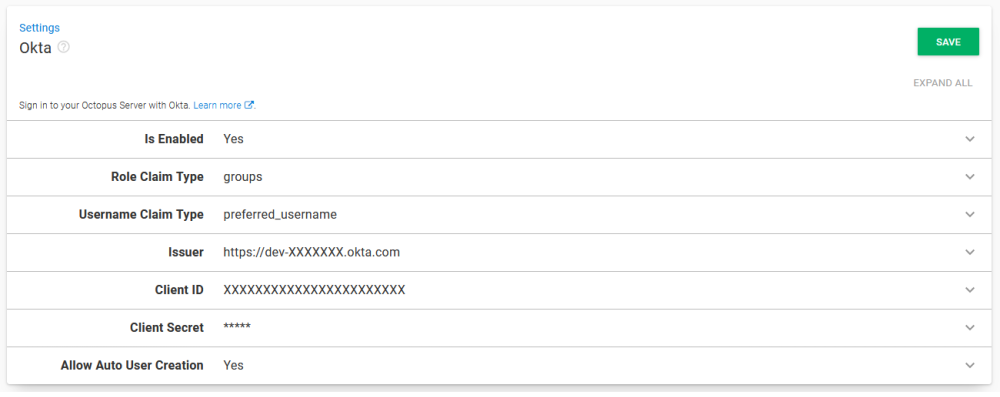 Settings
Okta
SAVE
EXPAND ALL
Sign in to your Octopus Server with Okta. Learn more.
Is Enabled Yes
Role Claim Type groups
Username Claim Type preferred_username
Issuer https://dev-XXXXXXX.okta.com
Client ID XXXXXXXXXXXXXXXXXXXXXXX
Client Secret *****
Allow Auto User Creation Yes